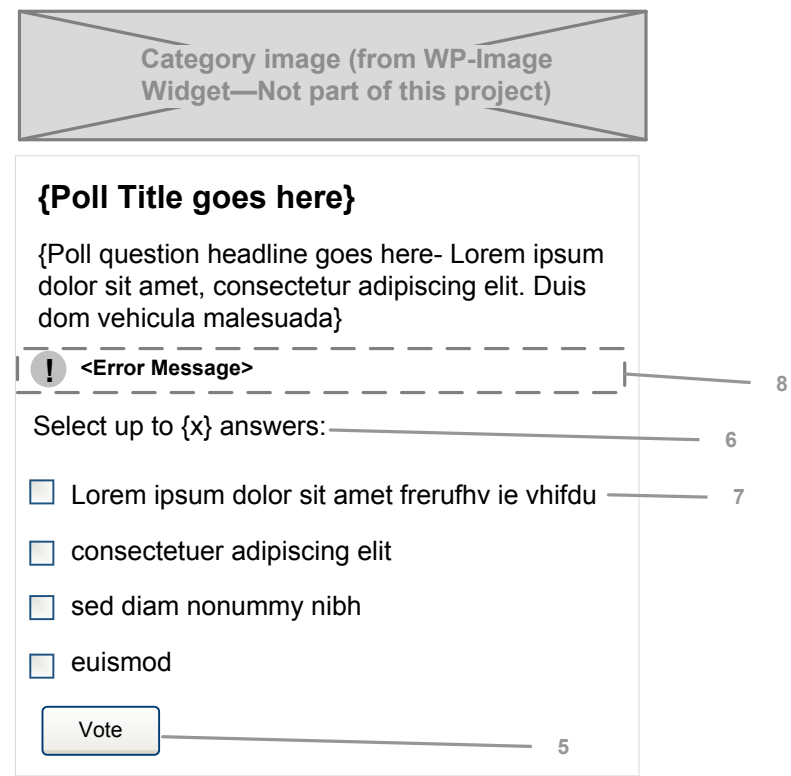 Category image (from WP-Image
Widget—Not part of this project)
{Poll Title goes here}
{Poll question headline goes here- Lorem ipsum
dolor sit amet, consectetur adipiscing elit. Duis
dom vehicula malesuada}
! <Error Message>
8
Select up to {x} answers:
6
Lorem ipsum dolor sit amet frerufhv ie vhifdu
7
consectetuer adipiscing elit
sed diam nonummy nibh
euismod
Vote
5